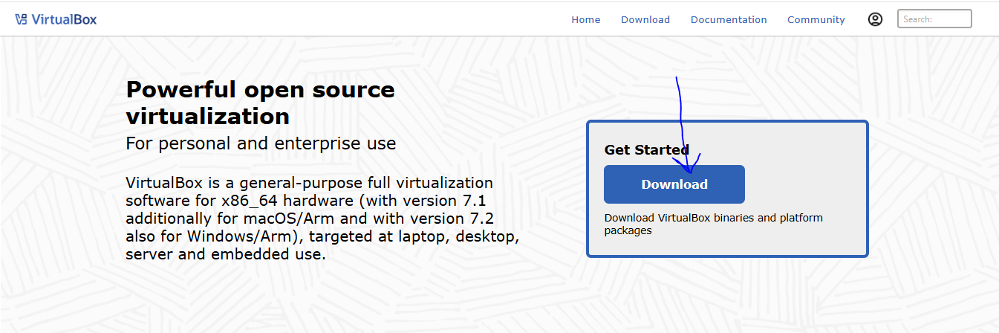 VirtualBox
Home Download Documentation Community Search:
Powerful open source
virtualization
For personal and enterprise use
VirtualBox is a general-purpose full virtualization
software for x86_64 hardware (with version 7.1
additionally for macOS/Arm and with version 7.2
also for Windows/Arm), targeted at laptop, desktop,
server and embedded use.
Get Started
Download
Download VirtualBox binaries and platform
packages